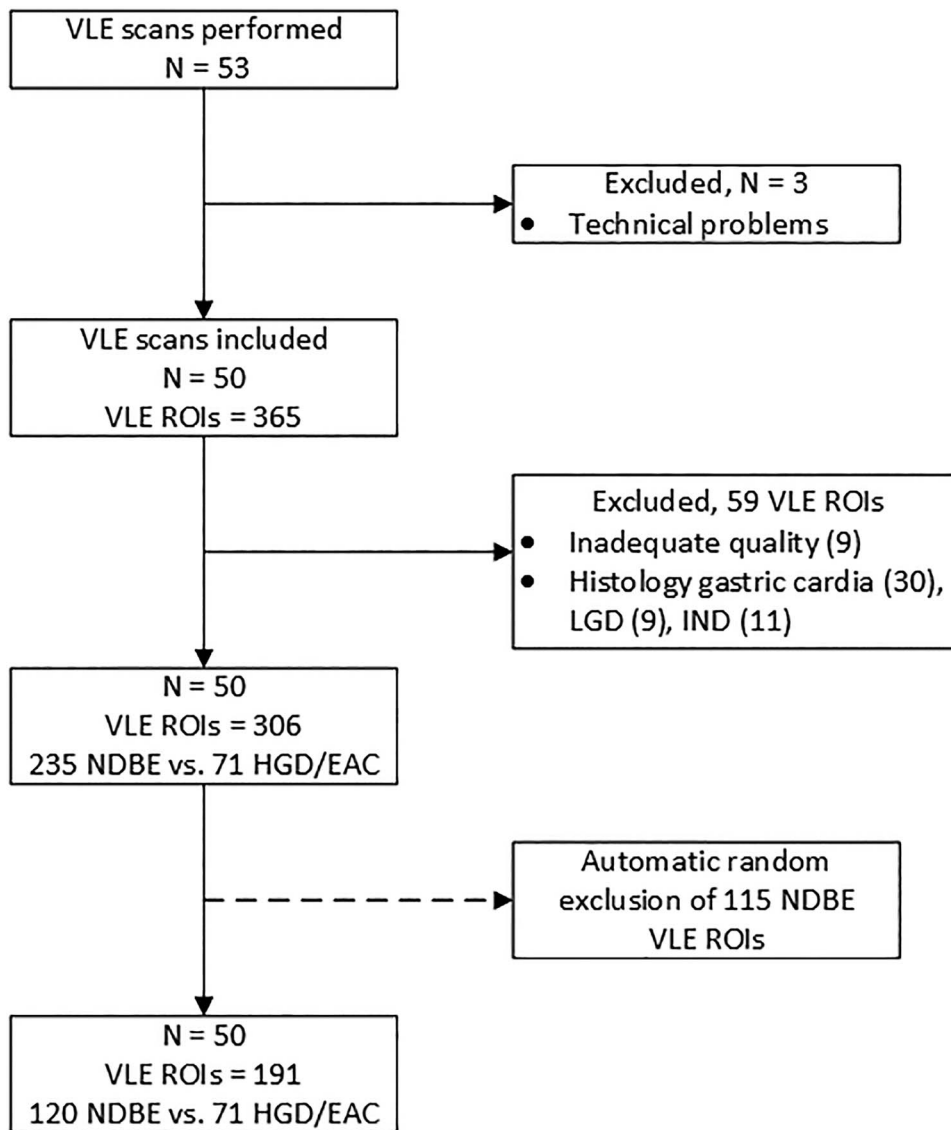 VLE scans performed
N = 53
Excluded, N = 3
• Technical problems
VLE scans included
N = 50
VLE ROIs = 365
Excluded, 59 VLE ROIs
• Inadequate quality (9)
• Histology gastric cardia (30),
LGD (9), IND (11)
N = 50
VLE ROIs = 306
235 NDBE vs. 71 HGD/EAC
Automatic random
exclusion of 115 NDBE
VLE ROIs
N = 50
VLE ROIs = 191
120 NDBE vs. 71 HGD/EAC